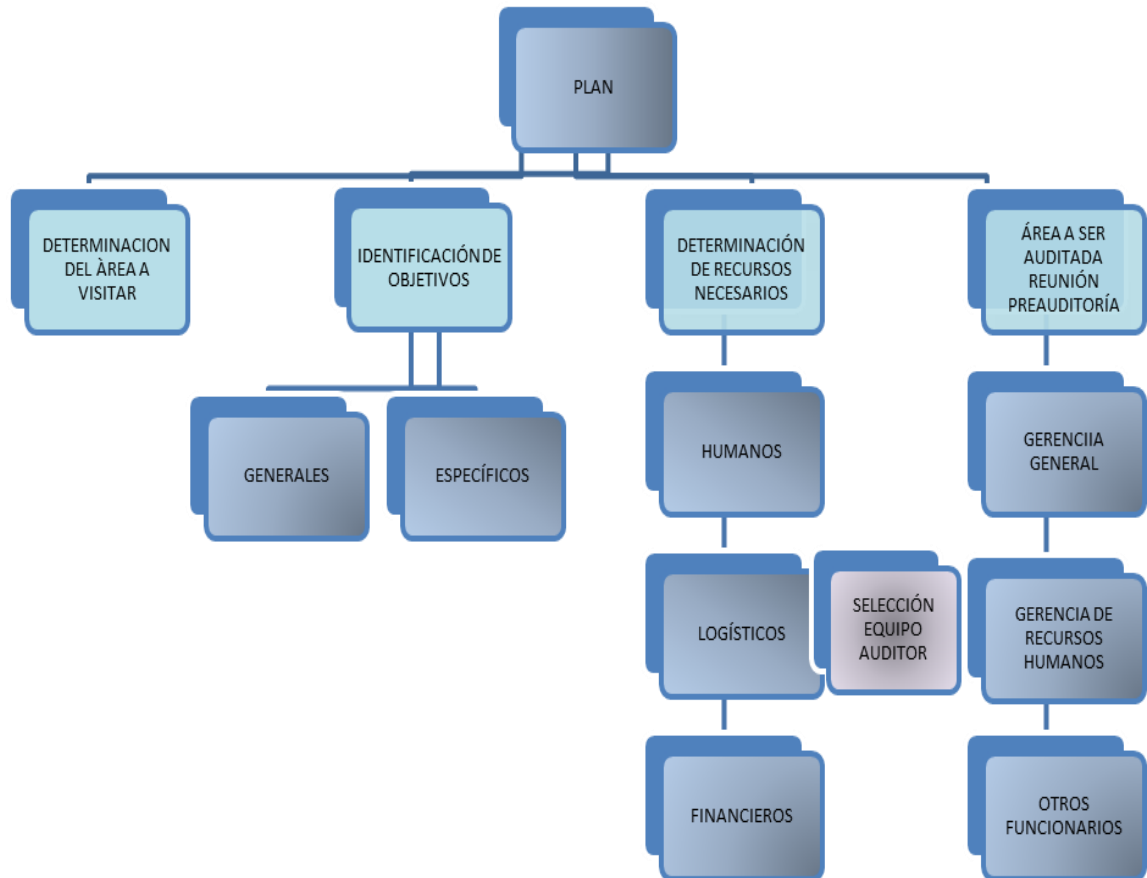 PLAN
DETERMINACION
DEL ÀREA A
VISITAR
IDENTIFICACIÓN DE
OBJETIVOS
DETERMINACIÓN
DE RECURSOS
NECESARIOS
ÁREA A SER
AUDITADA
REUNIÓN
PREAUDITORÍA
GENERALES
ESPECÍFICOS
HUMANOS
GERENCIIA
GENERAL
LOGÍSTICOS
SELECCIÓN
EQUIPO
AUDITOR
GERENCIA DE
RECURSOS
HUMANOS
FINANCIEROS
OTROS
FUNCIONARIOS